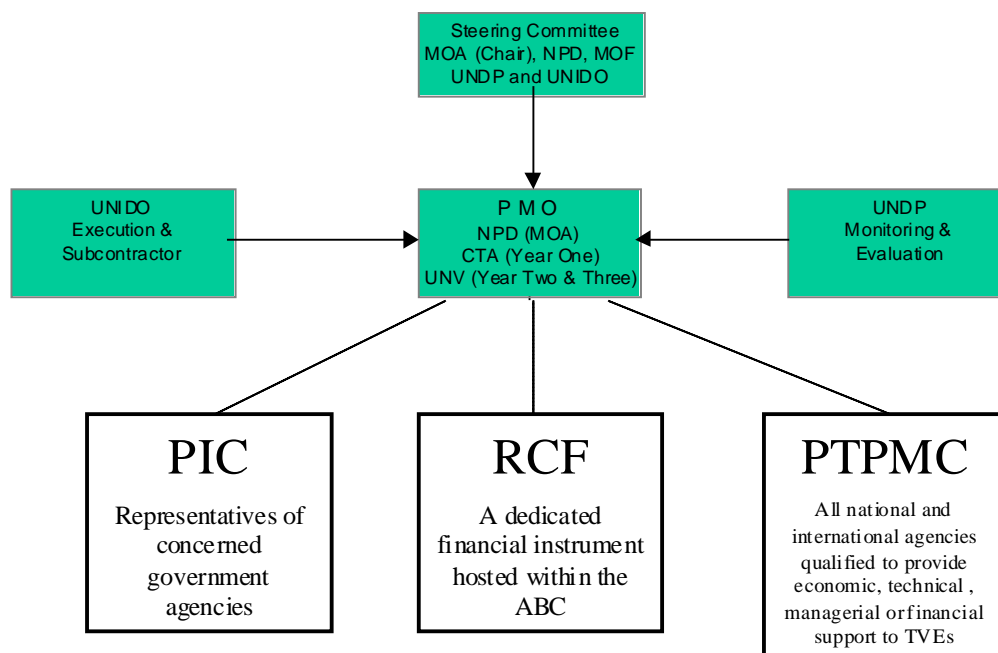 Steering Committee
MOA (Chair), NPD, MOF
UNDP and UNIDO
UNIDO
Execution &
Subcontractor
P M O
NPD (MOA)
CTA (Year One)
UNV (Year Two & Three)
UNDP
Monitoring &
Evaluation
PIC
Representatives of
concerned
government
agencies
RCF
A dedicated
financial instrument
hosted within the
ABC
PTPMC
All national and
international agencies
qualified to provide
economic, technical ,
managerial or financial
support to TVEs